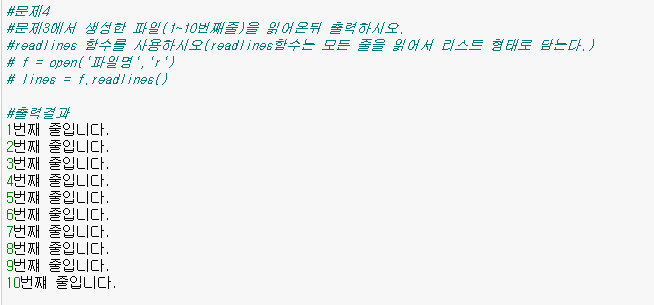 #문제4
#문제3에서 생성한 파일(1~10번째줄)을 읽어온뒤 출력하시오.
#readlines 함수를 사용하시오(readlines함수는 모든 줄을 읽어서 리스트 형태로 담는다.)
# f = open('파일명','r')
# lines = f.readlines()
#출력결과
1번째 줄입니다.
2번째 줄입니다.
3번째 줄입니다.
4번째 줄입니다.
5번째 줄입니다.
6번째 줄입니다.
7번째 줄입니다.
8번째 줄입니다.
9번째 줄입니다.
10번째 줄입니다.